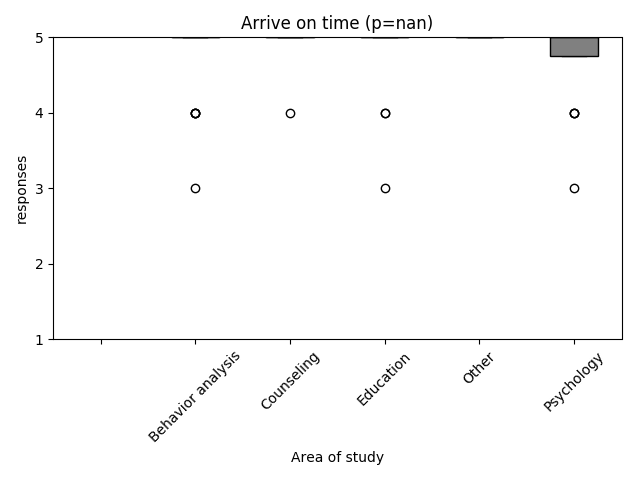 Arrive on time (p=nan)
5
4
3
2
1
responses
Behavior analysis
Counseling
Education
Other
Psychology
Area of study